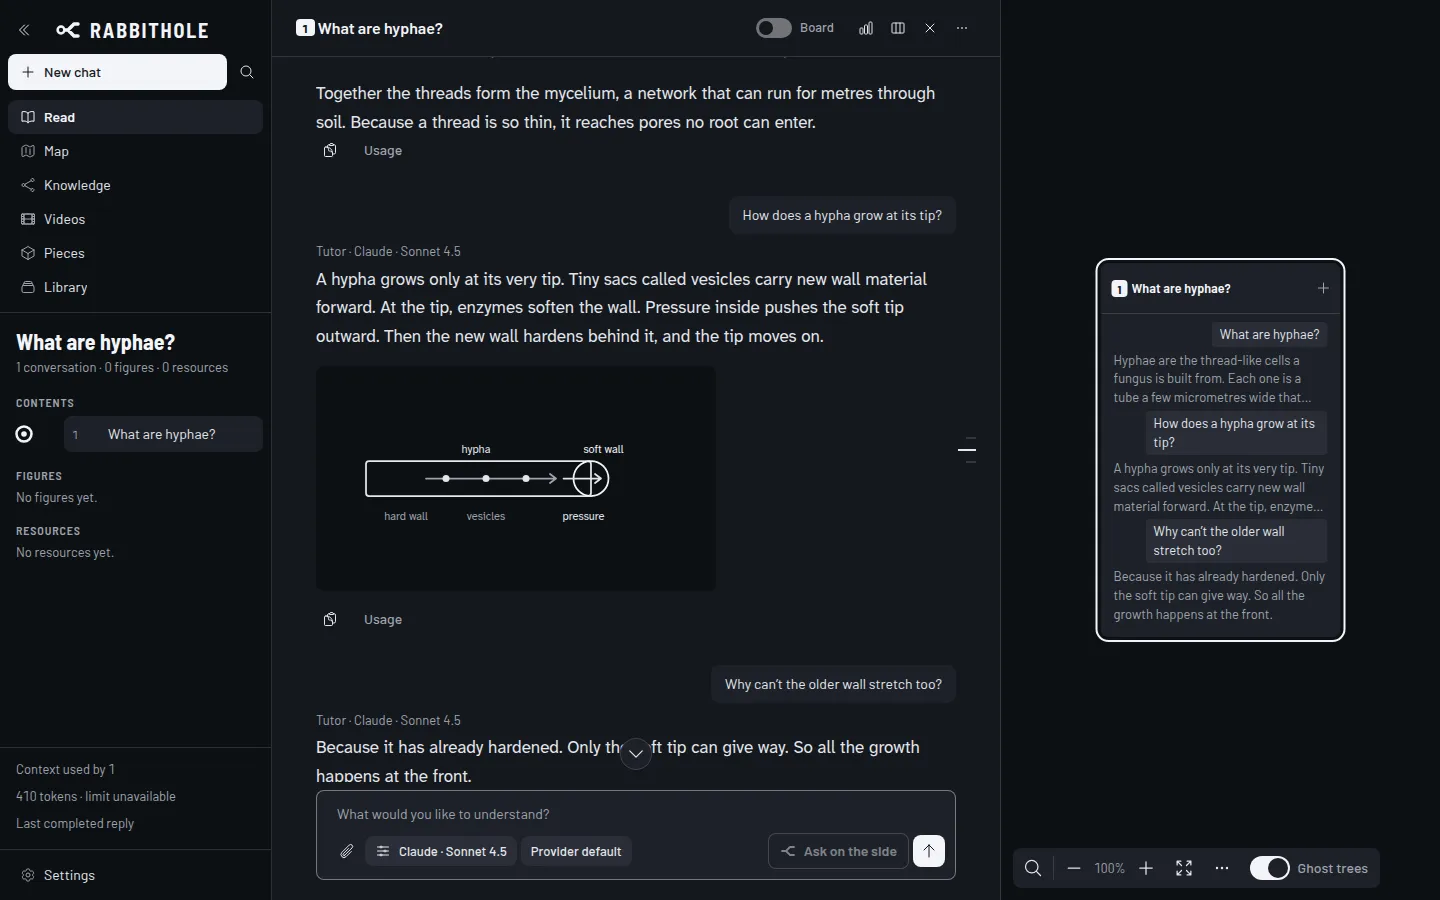 RABBITHOLE
New chat
Read
Map
Knowledge
Videos
Pieces
Library
What are hyphae?
1 conversation · 0 figures · 0 resources
CONTENTS
1 What are hyphae?
FIGURES
No figures yet.
RESOURCES
No resources yet.
Context used by 1
410 tokens · limit unavailable
Last completed reply
Settings
1 What are hyphae?
Board
Together the threads form the mycelium, a network that can run for metres through
soil. Because a thread is so thin, it reaches pores no root can enter.
Usage
How does a hypha grow at its tip?
Tutor · Claude · Sonnet 4.5
A hypha grows only at its very tip. Tiny sacs called vesicles carry new wall material
forward. At the tip, enzymes soften the wall. Pressure inside pushes the soft tip
outward. Then the new wall hardens behind it, and the tip moves on.
hypha soft wall
hard wall vesicles pressure
Usage
Why can't the older wall stretch too?
Tutor · Claude · Sonnet 4.5
Because it has already hardened. Only ft tip can give way. So all the growth
happens at the front.
What would you like to understand?
Claude · Sonnet 4.5
Provider default
Ask on the side
1 What are hyphae?
What are hyphae?
Hyphae are the thread-like cells a
fungus is built from. Each one is a
tube a few micrometres wide that...
How does a hypha grow at its
tip?
A hypha grows only at its very tip. Tiny
sacs called vesicles carry new wall
material forward. At the tip, enzyme...
Why can't the older wall
stretch too?
Because it has already hardened. Only
the soft tip can give way. So all the
growth happens at the front.
100%
Ghost trees